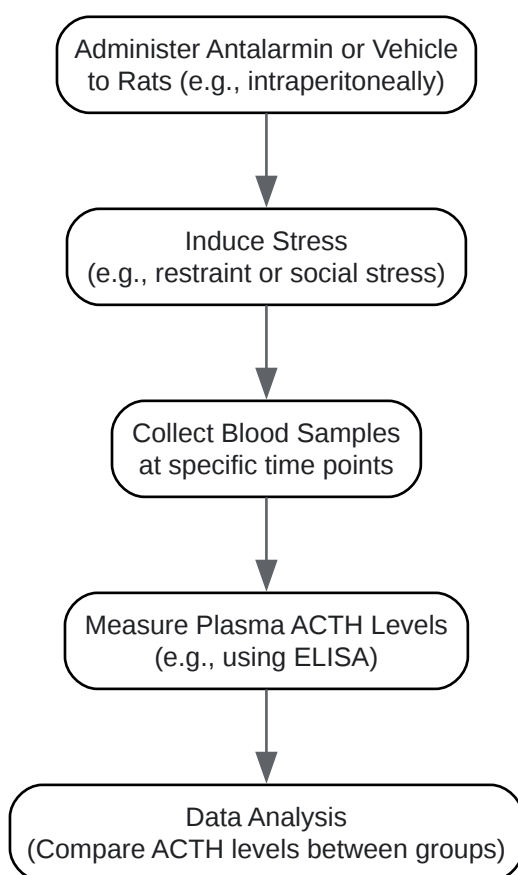 Administer Antalarmin or Vehicle
to Rats (e.g., intraperitoneally)
Induce Stress
(e.g., restraint or social stress)
Collect Blood Samples
at specific time points
Measure Plasma ACTH Levels
(e.g., using ELISA)
Data Analysis
(Compare ACTH levels between groups)